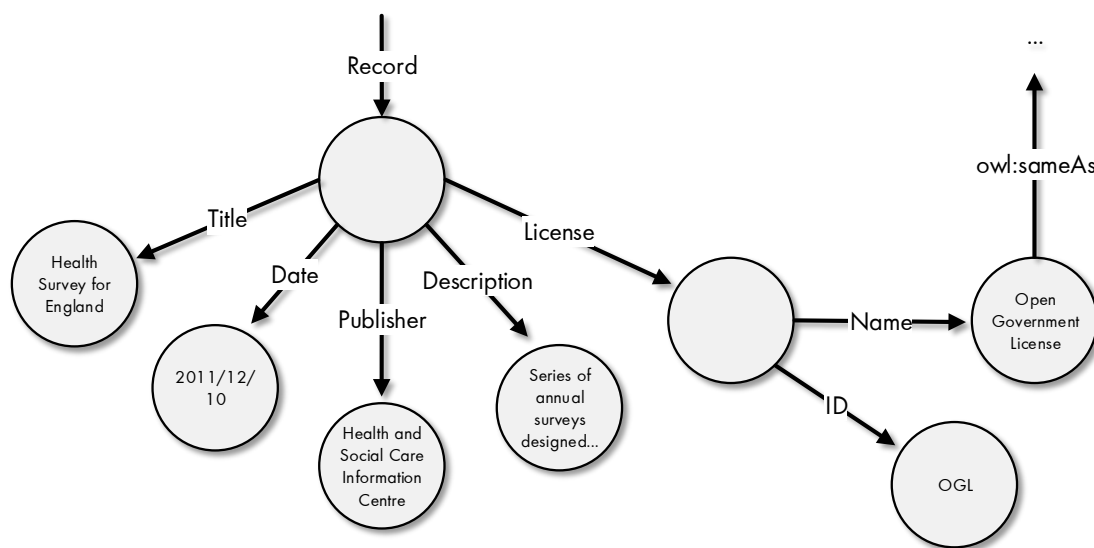 ...
Record
owl:sameAs
Title
License
Health
Survey for
England
Date
Description
Publisher
Name
Open
Government
License
2011/12/
10
Series of
annual
surveys
designed...
ID
Health and
Social Care
Information
Centre
OGL